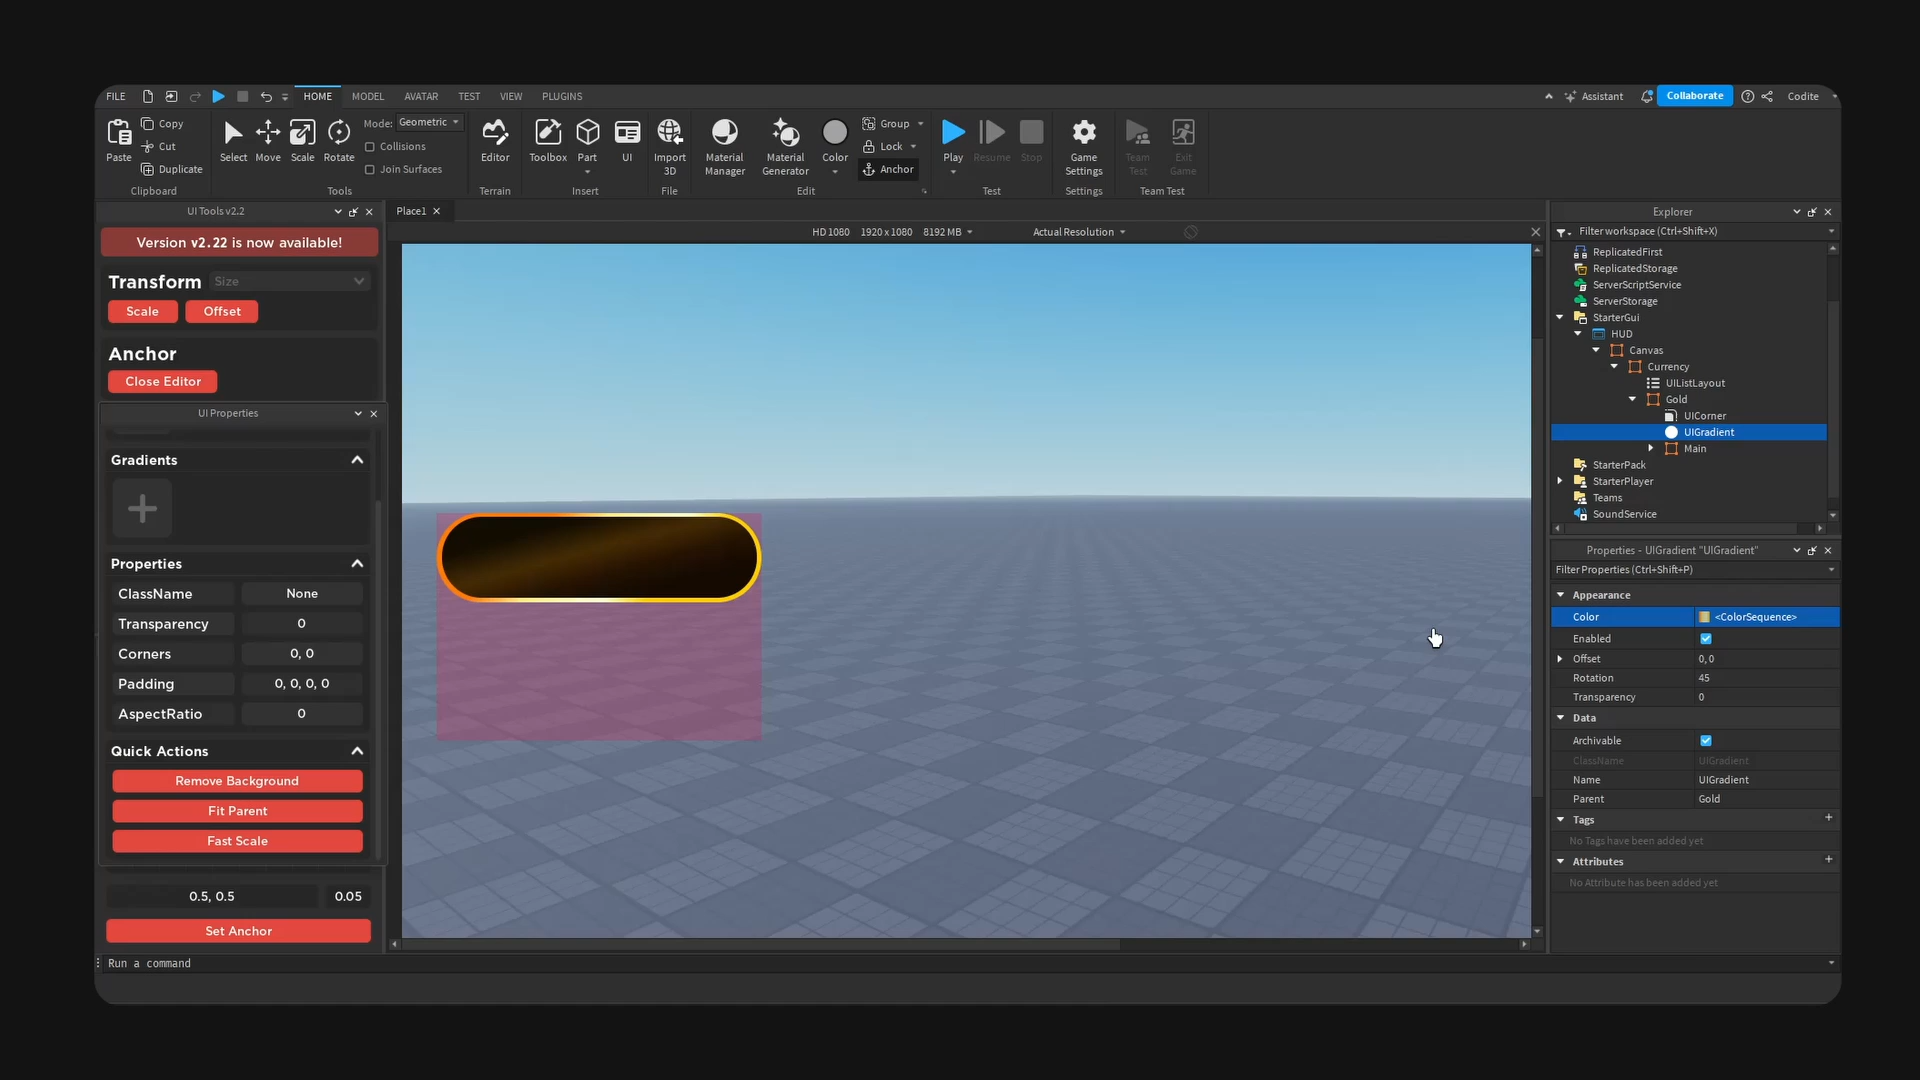 FILE
HOME
MODEL
AVATAR
TEST
VIEW
PLUGINS
Assistant
Collaborate
Codite
Paste
Copy
Cut
Duplicate
Clipboard
Select
Move
Scale
Rotate
Mode: Geometric
Collisions
Join Surfaces
Tools
Editor
Terrain
Toolbox
Part
UI
Insert
Import
3D
File
Material
Manager
Material
Generator
Color
Group
Lock
Anchor
Edit
Play
Resume
Stop
Test
Game
Settings
Settings
Team
Test
Exit
Game
Team Test
UI Tools v2.2
Version v2.22 is now available!
Transform Size
Scale Offset
Anchor
Close Editor
UI Properties
Gradients
Properties
ClassName None
Transparency 0
Corners 0, 0
Padding 0, 0, 0, 0
AspectRatio 0
Quick Actions
Remove Background
Fit Parent
Fast Scale
0.5, 0.5 0.05
Set Anchor
Run a command
Place1
HD 1080 1920 x 1080 8192 MB Actual Resolution
Explorer
Filter workspace (Ctrl+Shift+X)
ReplicatedFirst
ReplicatedStorage
ServerScriptService
ServerStorage
StarterGui
HUD
Canvas
Currency
UIListLayout
Gold
UICorner
UIGradient
Main
StarterPack
StarterPlayer
Teams
SoundService
Properties - UIGradient "UIGradient"
Filter Properties (Ctrl+Shift+P)
Appearance
Color <ColorSequence>
Enabled
Offset 0, 0
Rotation 45
Transparency 0
Data
Archivable
ClassName UIGradient
Name UIGradient
Parent Gold
Tags
No Tags have been added yet
Attributes
No Attribute has been added yet